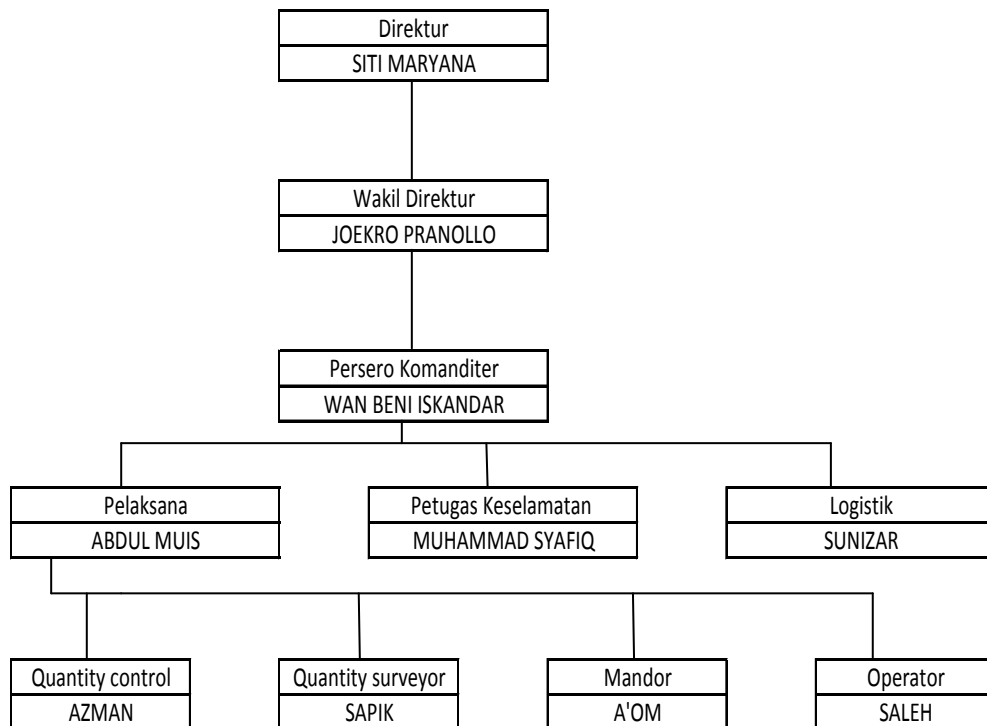 Direktur
SITI MARYANA
Wakil Direktur
JOEKRO PRANOLLO
Persero Komanditer
WAN BENI ISKANDAR
Pelaksana
ABDUL MUIS
Petugas Keselamatan
MUHAMMAD SYAFIQ
Logistik
SUNIZAR
Quantity control
AZMAN
Quantity surveyor
SAPIK
Mandor
A'OM
Operator
SALEH